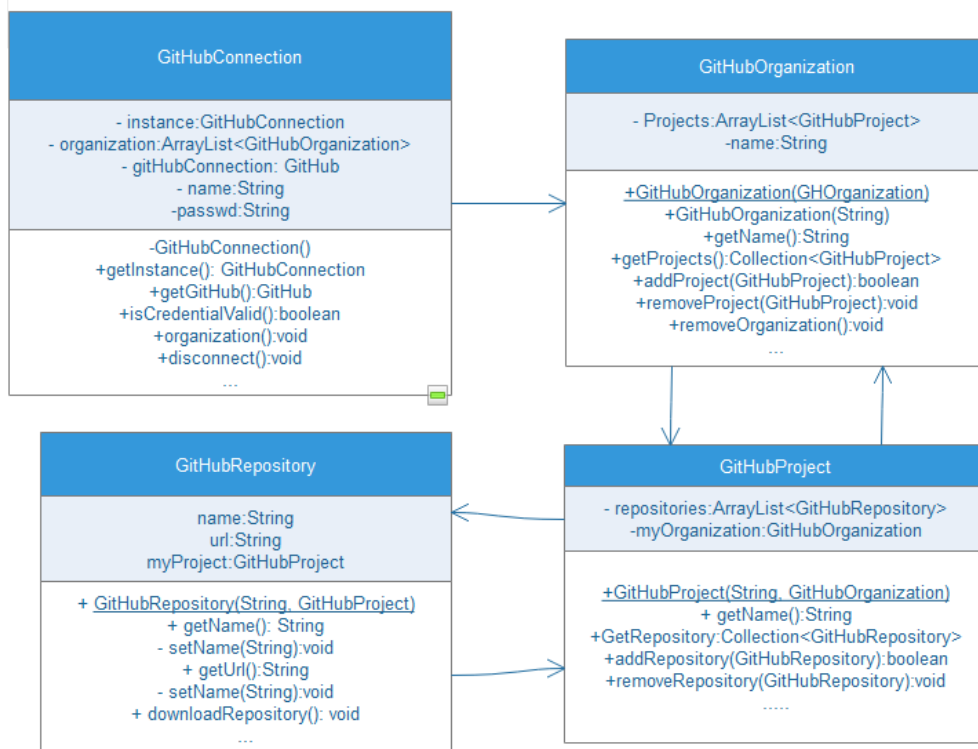 GitHubConnection
- instance:GitHubConnection
- organization:ArrayList<GitHubOrganization>
- gitHubConnection: GitHub
- name:String
-passwd:String
-GitHubConnection()
+getInstance(): GitHubConnection
+getGitHub():GitHub
+isCredentialValid():boolean
+organization():void
+disconnect():void
...
GitHubOrganization
- Projects:ArrayList<GitHubProject>
-name:String
+GitHubOrganization(GHOrganization)
+GitHubOrganization(String)
+getName():String
+getProjects():Collection<GitHubProject>
+addProject(GitHubProject):boolean
+removeProject(GitHubProject):void
+removeOrganization():void
...
GitHubRepository
name:String
url:String
myProject:GitHubProject
+ GitHubRepository(String, GitHubProject)
+ getName(): String
- setName(String):void
+ getUrl():String
- setName(String):void
+ downloadRepository(): void
...
GitHubProject
- repositories:ArrayList<GitHubRepository>
-myOrganization:GitHubOrganization
+GitHubProject(String, GitHubOrganization)
+ getName():String
+GetRepository:Collection<GitHubRepository>
+addRepository(GitHubRepository):boolean
+removeRepository(GitHubRepository):void
.....